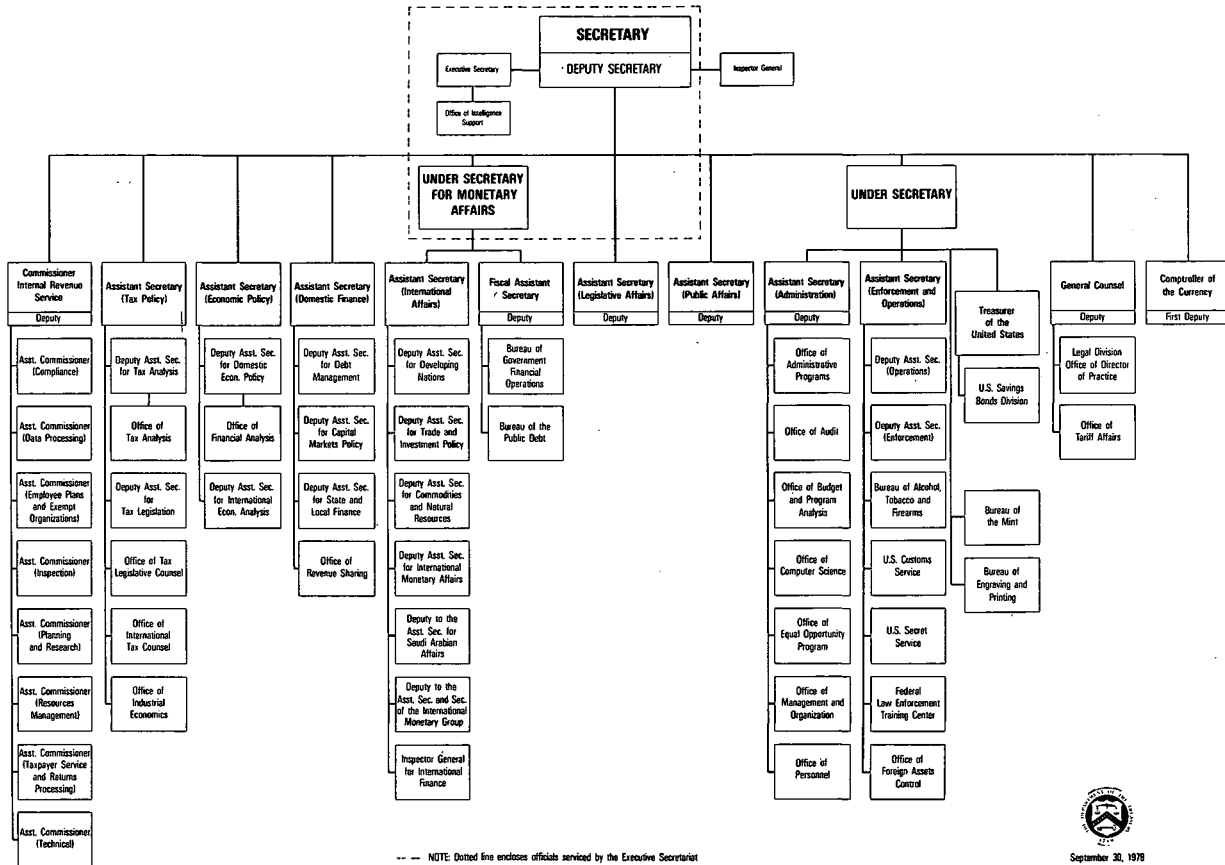 SECRETARY
DEPUTY SECRETARY
Executive Secretary
Inspector General
Office of Intelligence
Support
UNDER SECRETARY
FOR MONETARY
AFFAIRS
UNDER SECRETARY
Commissioner
Internal Revenue
Service
Deputy
Asst. Commissioner
(Compliance)
Asst. Commissioner
(Data Processing)
Asst. Commissioner
(Employee Plans
and Exempt
Organizations)
Asst. Commissioner
(Inspection)
Asst. Commissioner
(Planning
and Research)
Asst. Commissioner
(Resources
Management)
Asst. Commissioner
(Taxpayer Service
and Returns
Processing)
Asst. Commissioner
(Technical)
Assistant Secretary
(Tax Policy)
Deputy
Deputy Asst. Sec.
for Tax Analysis
Office of
Tax Analysis
Deputy Asst. Sec.
for
Tax Legislation
Office of Tax
Legislative Counsel
Office of
International
Tax Counsel
Office of
Industrial
Economics
Assistant Secretary
(Economic Policy)
Deputy
Deputy Asst. Sec.
for Domestic
Econ. Policy
Office of
Financial Analysis
Deputy Asst. Sec.
for International
Econ. Analysis
Assistant Secretary
(Domestic Finance)
Deputy
Deputy Asst. Sec.
for Debt
Management
Deputy Asst. Sec.
for Capital
Markets Policy
Deputy Asst. Sec.
for State and
Local Finance
Office of
Revenue Sharing
Assistant Secretary
(International
Affairs)
Deputy
Deputy Asst. Sec.
for Developing
Nations
Deputy Asst. Sec.
for Trade and
Investment Policy
Deputy Asst. Sec.
for Commodities
and Natural
Resources
Deputy Asst. Sec.
for International
Monetary Affairs
Deputy to the
Asst. Sec. for
Saudi Arabian
Affairs
Deputy to the
Asst. Sec. and Sec.
of the International
Monetary Group
Inspector General
for International
Finance
Fiscal Assistant
Secretary
Deputy
Bureau of
Government
Financial
Operations
Bureau of the
Public Debt
Assistant Secretary
(Legislative Affairs)
Deputy
Assistant Secretary
(Public Affairs)
Deputy
Assistant Secretary
(Administration)
Deputy
Office of
Administrative
Programs
Office of Audit
Office of Budget
and Program
Analysis
Office of
Computer Science
Office of
Equal Opportunity
Program
Office of
Management and
Organization
Office of
Personnel
Assistant Secretary
(Enforcement and
Operations)
Deputy
Deputy Asst. Sec.
(Operations)
Deputy Asst. Sec.
(Enforcement)
Bureau of Alcohol,
Tobacco and
Firearms
U.S. Customs
Service
U.S. Secret
Service
Federal
Law Enforcement
Training Center
Office of
Foreign Assets
Control
Treasurer
of the
United States
U.S. Savings
Bonds Division
Bureau of
the Mint
Bureau of
Engraving and
Printing
General Counsel
Deputy
Legal Division
Office of Director
of Practice
Office of
Tariff Affairs
Comptroller of
the Currency
First Deputy
NOTE: Dotted line encloses officials serviced by the Executive Secretariat
THE DEPARTMENT OF THE TREASURY
1789
September 30, 1978